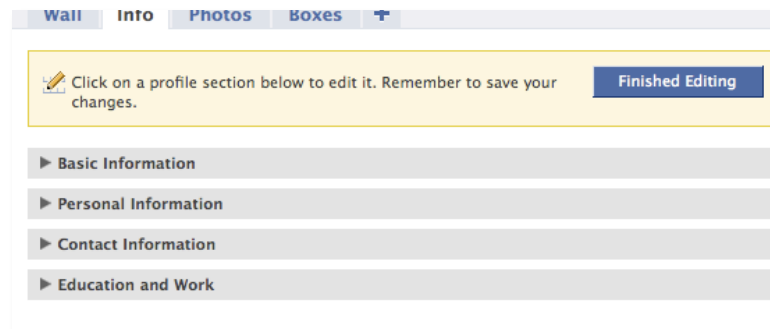 Wall Info Photos Boxes +
Click on a profile section below to edit it. Remember to save your
changes.
Finished Editing
Basic Information
Personal Information
Contact Information
Education and Work